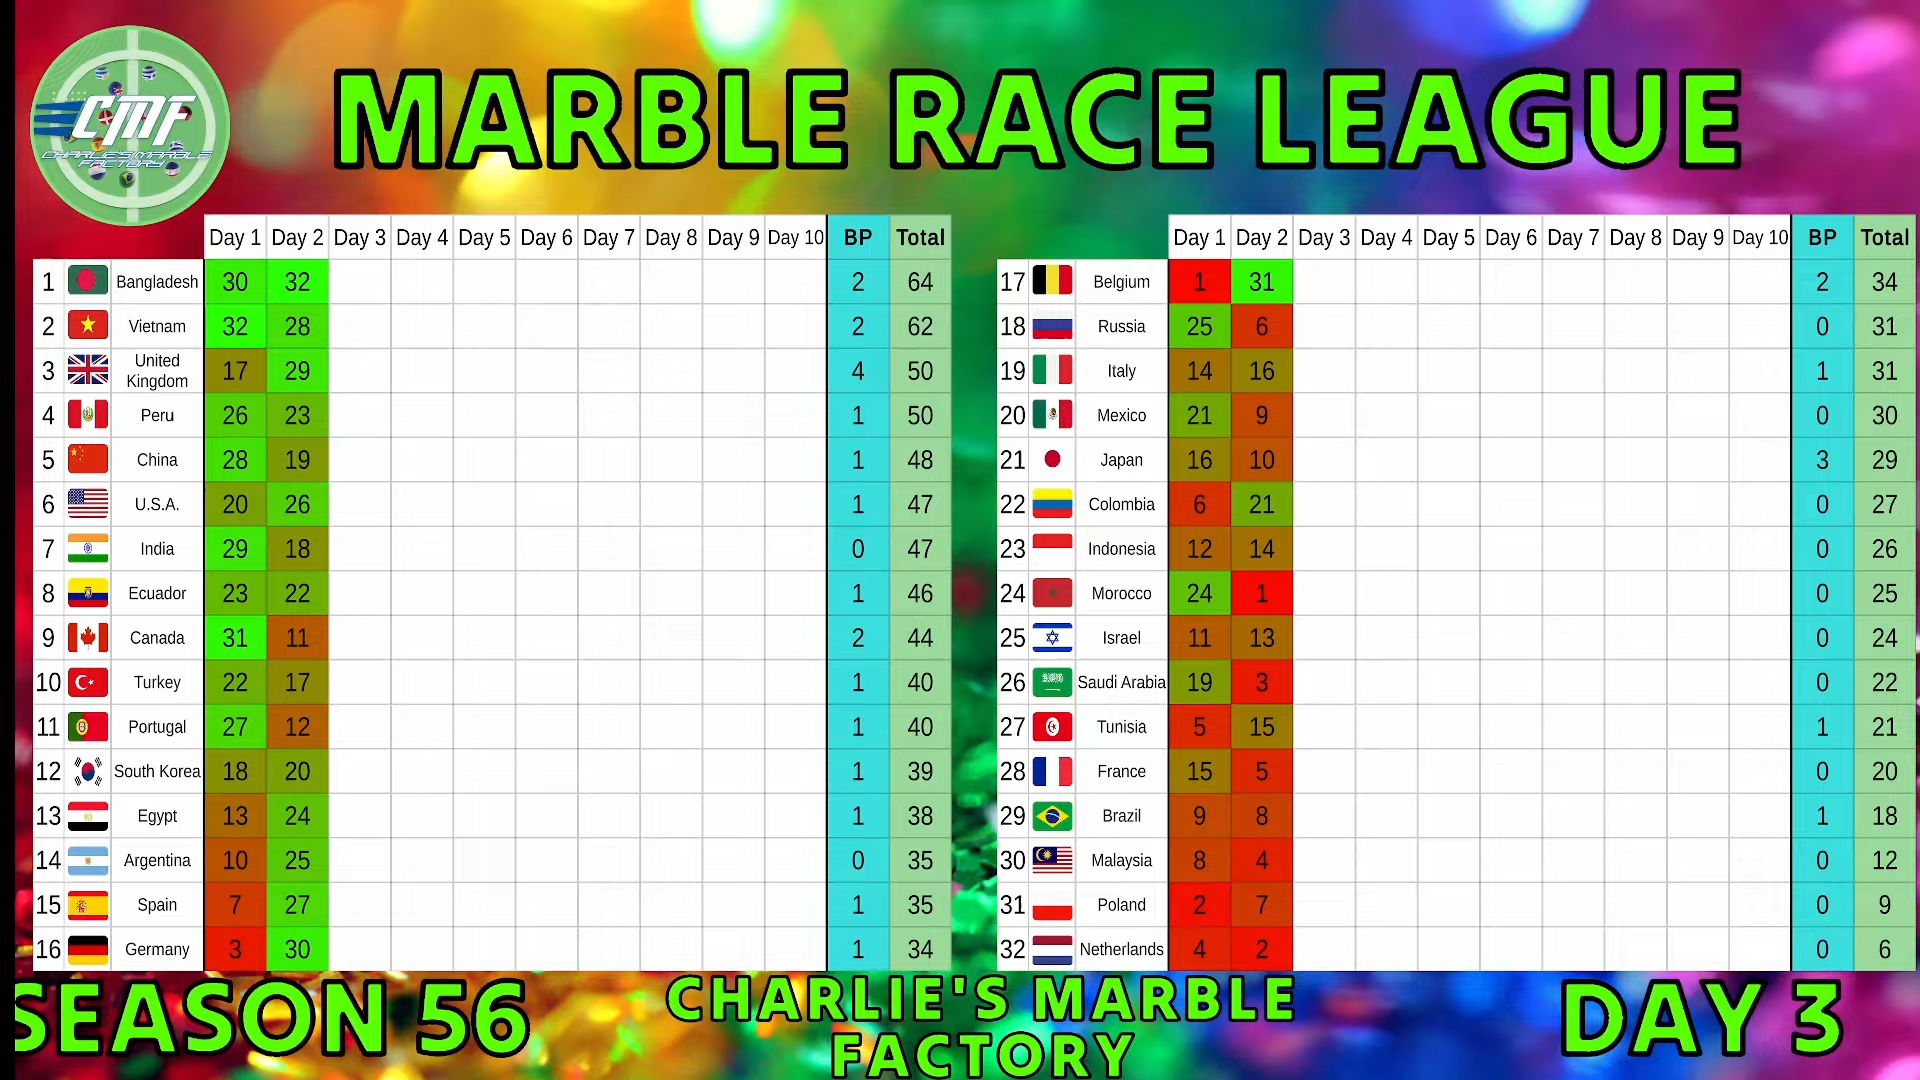 CMF
CHARLIE'S MARBLE
FACTORY
MARBLE RACE LEAGUE
Day 1 Day 2 Day 3 Day 4 Day 5 Day 6 Day 7 Day 8 Day 9 Day 10 BP Total
1 Bangladesh 30 32 2 64
2 Vietnam 32 28 2 62
3 United Kingdom 17 29 4 50
4 Peru 26 23 1 50
5 China 28 19 1 48
6 U.S.A. 20 26 1 47
7 India 29 18 0 47
8 Ecuador 23 22 1 46
9 Canada 31 11 2 44
10 Turkey 22 17 1 40
11 Portugal 27 12 1 40
12 South Korea 18 20 1 39
13 Egypt 13 24 1 38
14 Argentina 10 25 0 35
15 Spain 7 27 1 35
16 Germany 3 30 1 34
Day 1 Day 2 Day 3 Day 4 Day 5 Day 6 Day 7 Day 8 Day 9 Day 10 BP Total
17 Belgium 1 31 2 34
18 Russia 25 6 0 31
19 Italy 14 16 1 31
20 Mexico 21 9 0 30
21 Japan 16 10 3 29
22 Colombia 6 21 0 27
23 Indonesia 12 14 0 26
24 Morocco 24 1 0 25
25 Israel 11 13 0 24
26 Saudi Arabia 19 3 0 22
27 Tunisia 5 15 1 21
28 France 15 5 0 20
29 Brazil 9 8 1 18
30 Malaysia 8 4 0 12
31 Poland 2 7 0 9
32 Netherlands 4 2 0 6
SEASON 56
CHARLIE'S MARBLE
FACTORY
DAY 3